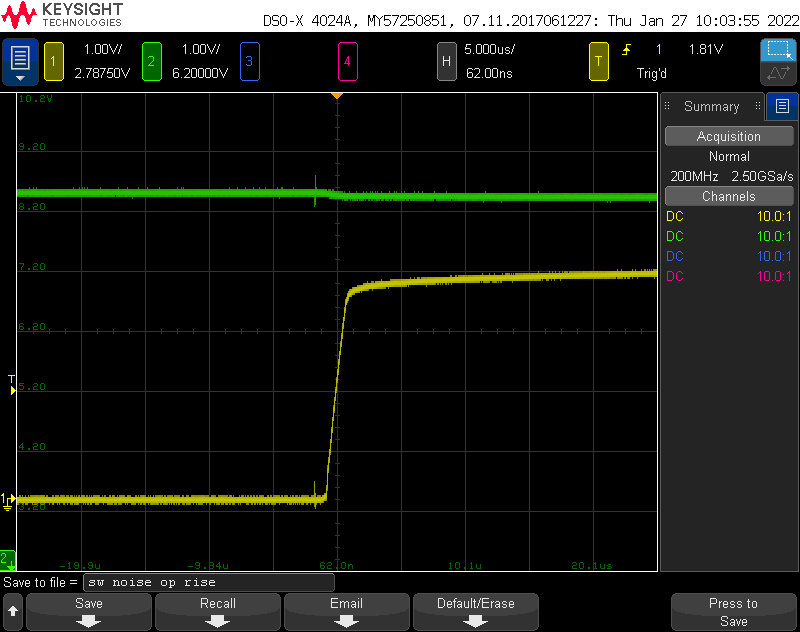 KEYSIGHT
TECHNOLOGIES
DSO-X 4024A, MY57250851, 07.11.2017061227: Thu Jan 27 10:03:55 2022
1 1.00V/ 2.78750V
2 1.00V/ 6.20000V
3
4
H 5.000us/ 62.00ns
T 1 1.81V
Trig'd
10.2V
9.20
8.20
7.20
6.20
5.20
4.20
3.20
T
1
2
-19.9u -9.94u 62.0n 10.1u 20.1us
Summary
Acquisition
Normal
200MHz 2.50GSa/s
Channels
DC 10.0:1
DC 10.0:1
DC 10.0:1
DC 10.0:1
Save to file = sw noise op rise
Save
Recall
Email
Default/Erase
Press to
Save